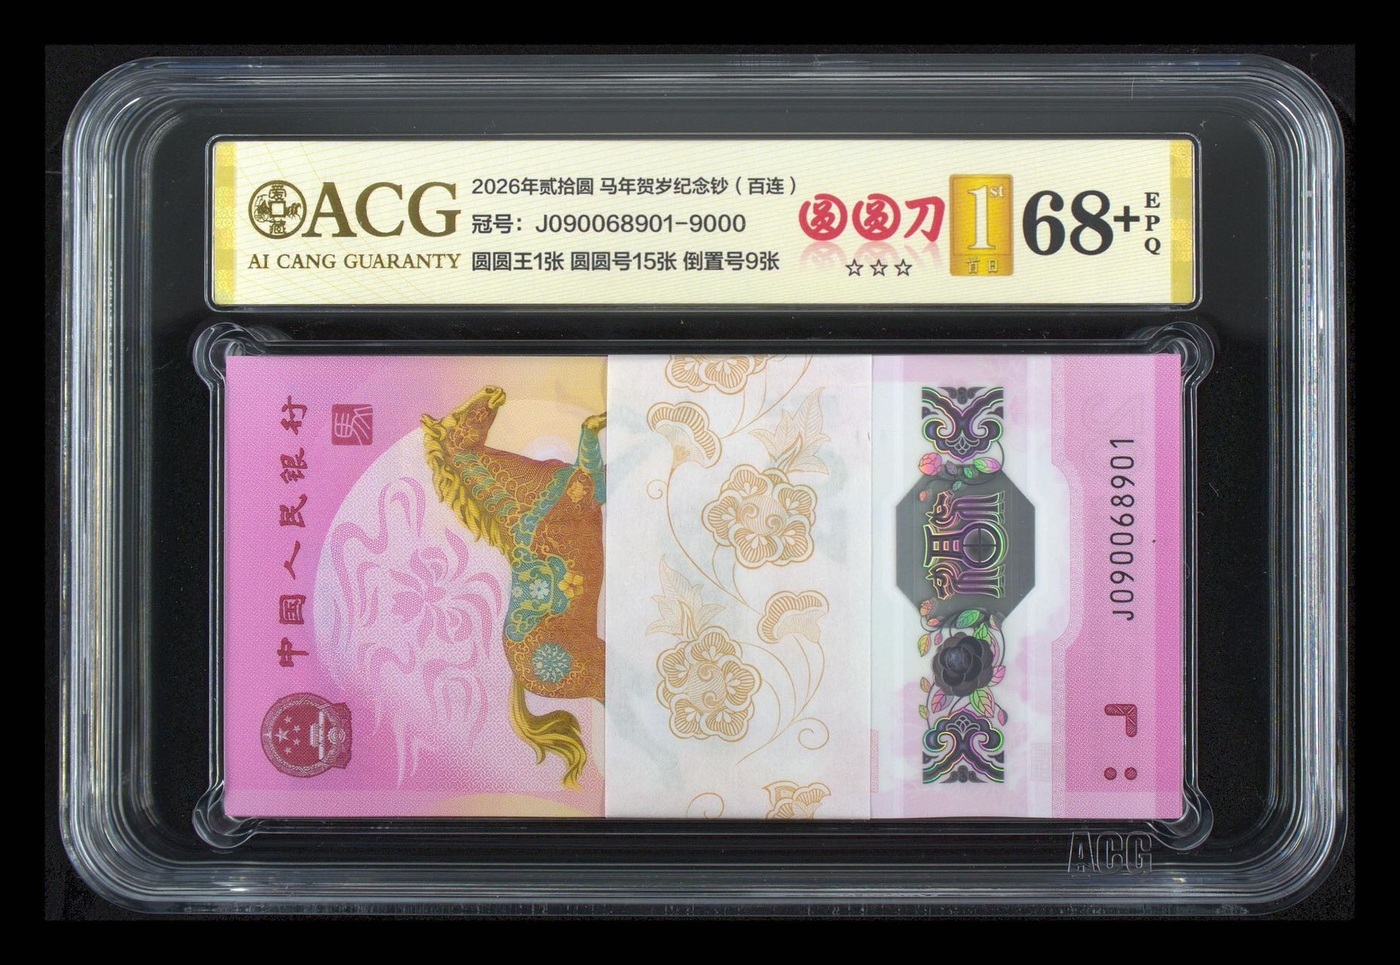 ACG
AI CANG GUARANTY
2026年贰拾圆 马年贺岁纪念钞（百连）
冠号：J090068901-9000
圆圆王1张 圆圆号15张 倒置号9张
圆圆刀
☆☆☆
1st
首日
68+
EPQ
中国人民银行
J090068901
ACG